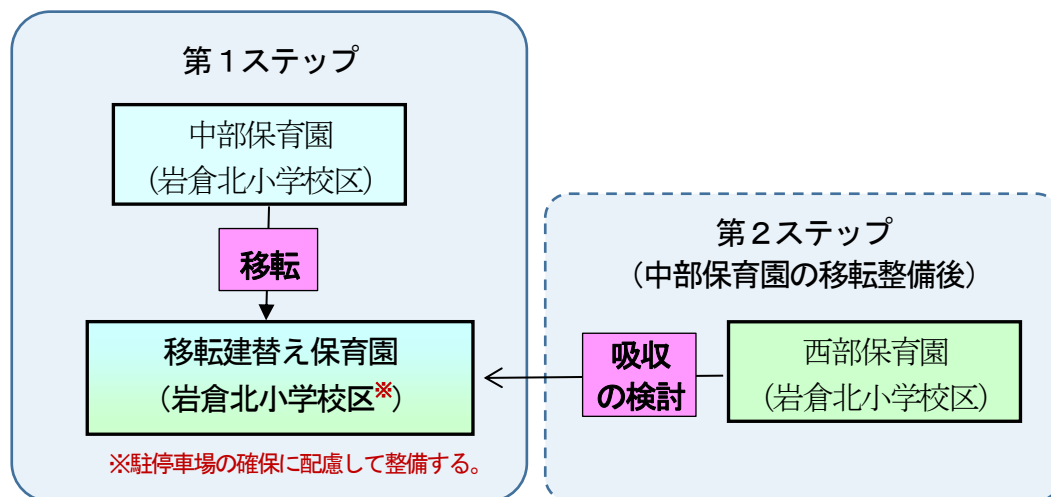 第１ステップ
中部保育園
（岩倉北小学校区）
移転
移転建替え保育園
（岩倉北小学校区※）
※駐停車場の確保に配慮して整備する。
第２ステップ
（中部保育園の移転整備後）
吸収
の検討
西部保育園
（岩倉北小学校区）